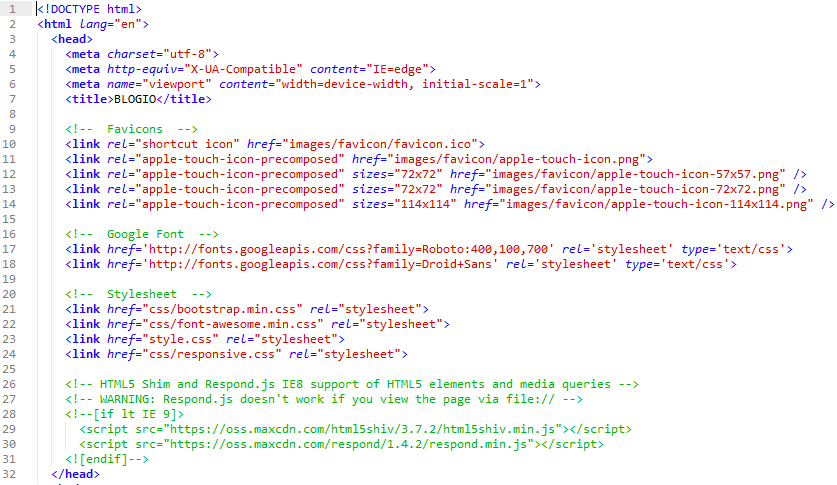 1 <!DOCTYPE html>
2 <html lang="en">
3 <head>
4 <meta charset="utf-8">
5 <meta http-equiv="X-UA-Compatible" content="IE=edge">
6 <meta name="viewport" content="width=device-width, initial-scale=1">
7 <title>BLOGIO</title>
8
9 <!-- Favicons -->
10 <link rel="shortcut icon" href="images/favicon/favicon.ico">
11 <link rel="apple-touch-icon-precomposed" href="images/favicon/apple-touch-icon.png">
12 <link rel="apple-touch-icon-precomposed" sizes="72x72" href="images/favicon/apple-touch-icon-57x57.png" />
13 <link rel="apple-touch-icon-precomposed" sizes="72x72" href="images/favicon/apple-touch-icon-72x72.png" />
14 <link rel="apple-touch-icon-precomposed" sizes="114x114" href="images/favicon/apple-touch-icon-114x114.png" />
15
16 <!-- Google Font -->
17 <link href='http://fonts.googleapis.com/css?family=Roboto:400,100,700' rel='stylesheet' type='text/css'>
18 <link href='http://fonts.googleapis.com/css?family=Droid+Sans' rel='stylesheet' type='text/css'>
19
20 <!-- Stylesheet -->
21 <link href="css/bootstrap.min.css" rel="stylesheet">
22 <link href="css/font-awesome.min.css" rel="stylesheet">
23 <link href="style.css" rel="stylesheet">
24 <link href="css/responsive.css" rel="stylesheet">
25
26 <!-- HTML5 Shim and Respond.js IE8 support of HTML5 elements and media queries -->
27 <!-- WARNING: Respond.js doesn't work if you view the page via file:// -->
28 <!--[if lt IE 9]>
29 <script src="https://oss.maxcdn.com/html5shiv/3.7.2/html5shiv.min.js"></script>
30 <script src="https://oss.maxcdn.com/respond/1.4.2/respond.min.js"></script>
31 <![endif]-->
32 </head>